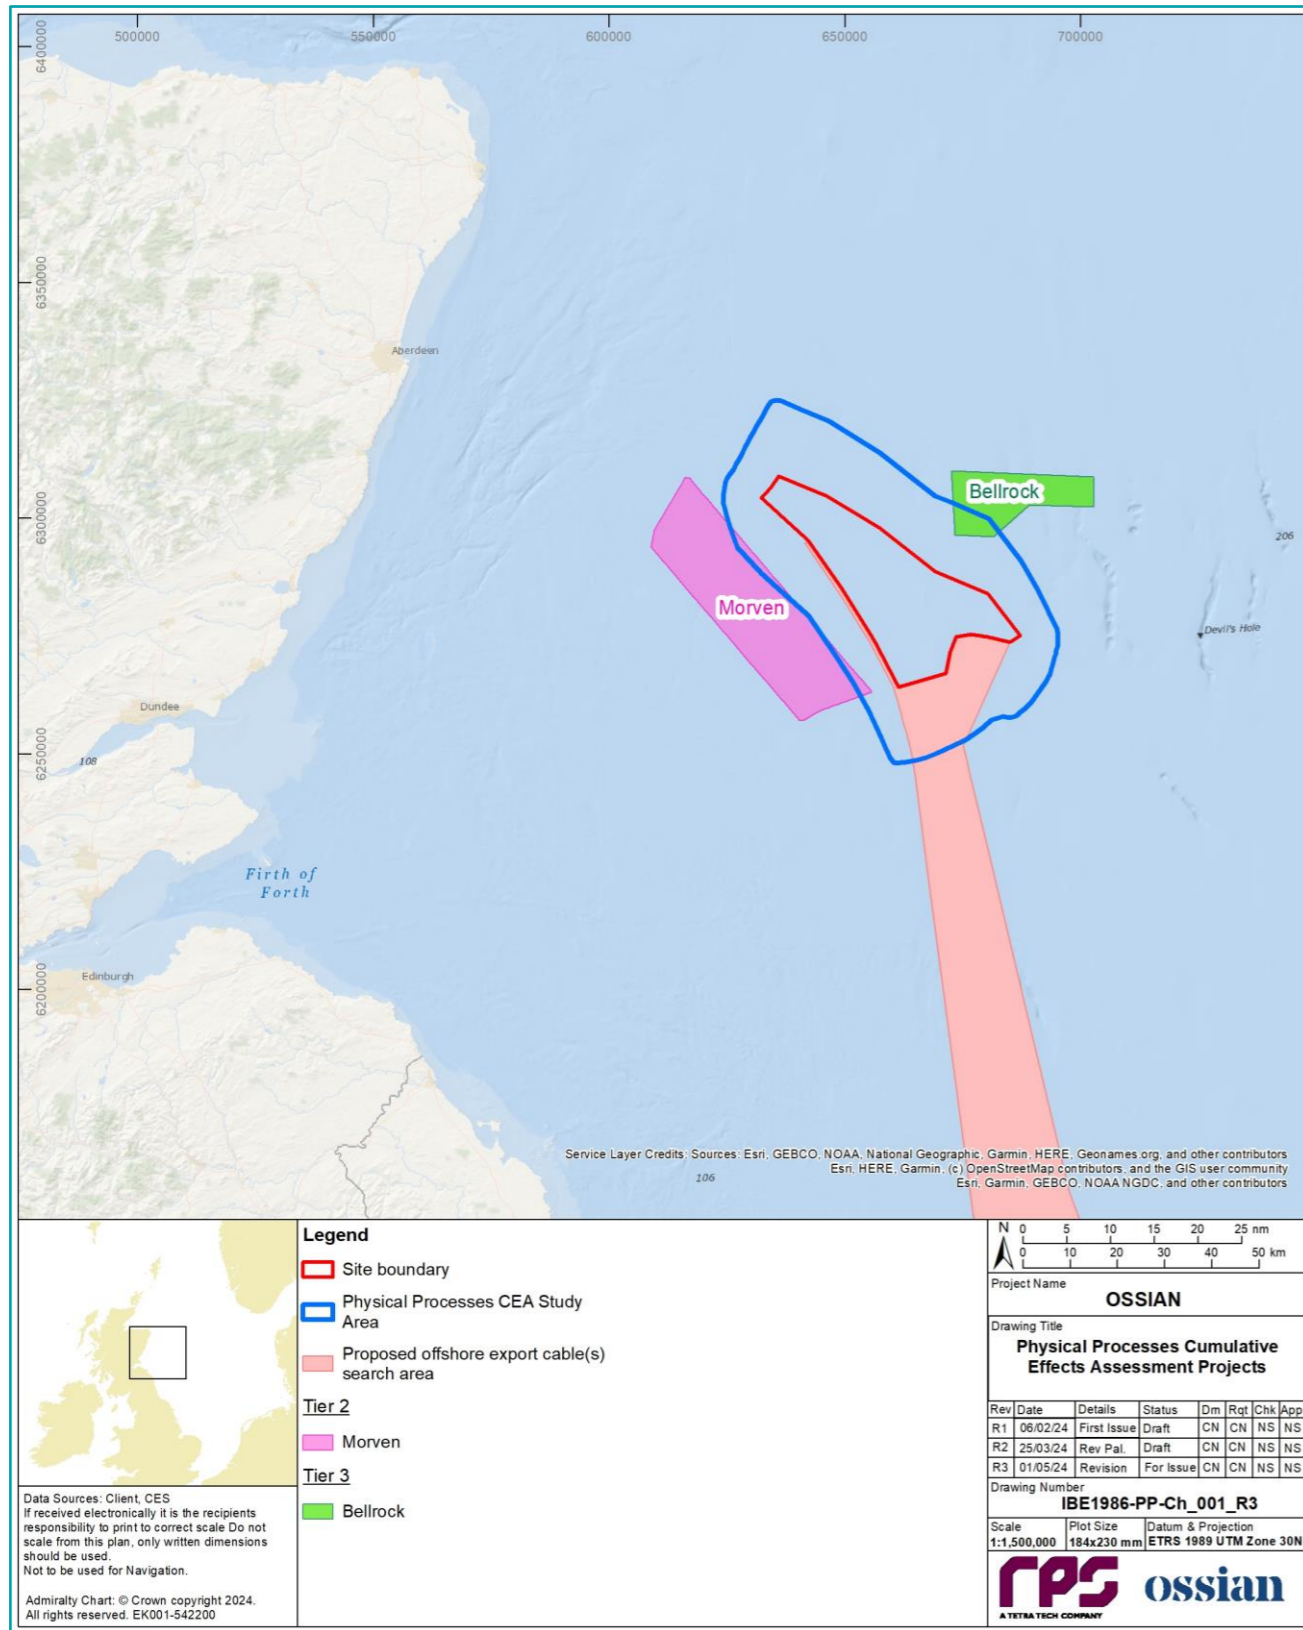 500000 550000 600000 650000 700000
6400000
6350000
6300000
6250000
6200000
Aberdeen
Bellrock
206
Morven
Devil's Hole
Dundee
108
Firth of
Forth
Edinburgh
106
Service Layer Credits: Sources: Esri, GEBCO, NOAA, National Geographic, Garmin, HERE, Geonames.org, and other contributors
Esri, HERE, Garmin, (c) OpenStreetMap contributors, and the GIS user community
Esri, Garmin, GEBCO, NOAA NGDC, and other contributors
Legend
Site boundary
Physical Processes CEA Study
Area
Proposed offshore export cable(s)
search area
Tier 2
Morven
Tier 3
Bellrock
Data Sources: Client, CES
If received electronically it is the recipients
responsibility to print to correct scale Do not
scale from this plan, only written dimensions
should be used.
Not to be used for Navigation.
Admiralty Chart: © Crown copyright 2024.
All rights reserved. EK001-542200
N 0 5 10 15 20 25 nm
0 10 20 30 40 50 km
Project Name
OSSIAN
Drawing Title
Physical Processes Cumulative
Effects Assessment Projects
Rev Date Details Status Dm Rqt Chk App
R1 06/02/24 First Issue Draft CN CN NS NS
R2 25/03/24 Rev Pal. Draft CN CN NS NS
R3 01/05/24 Revision For Issue CN CN NS NS
Drawing Number
IBE1986-PP-Ch_001_R3
Scale Plot Size Datum & Projection
1:1,500,000 184x230 mm ETRS 1989 UTM Zone 30N
rps
A TETRA TECH COMPANY
ossian